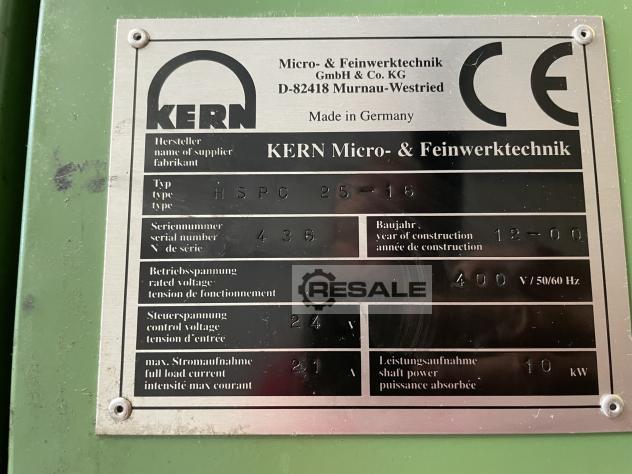 KERN
Micro- & Feinwerktechnik
GmbH & Co. KG
D-82418 Murnau-Westried
Made in Germany
CE
Hersteller
name of supplier
fabrikant
KERN Micro- & Feinwerktechnik
Typ
type
type
HSPC 25-16
Seriennummer
serial number
N° de série
436
Baujahr
year of construction
année de construction
12-00
Betriebsspannung
rated voltage
tension de fonctionnement
400 V / 50/60 Hz
RESALE
Steuerspannung
control voltage
tension d'entrée
24 V
max. Stromaufnahme
full load current
intensité max courant
21 A
Leistungsaufnahme
shaft power
puissance absorbée
10 kW